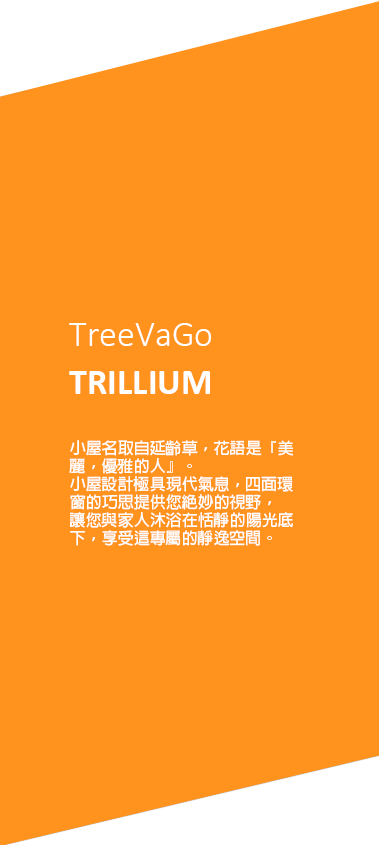 TreeVaGo
TRILLIUM
小屋名取自延齡草，花語是『美
麗，優雅的人』。
小屋設計極具現代氣息，四面環
窗的巧思提供您絕妙的視野，
讓您與家人沐浴在恬靜的陽光底
下，享受這專屬的靜逸空間。